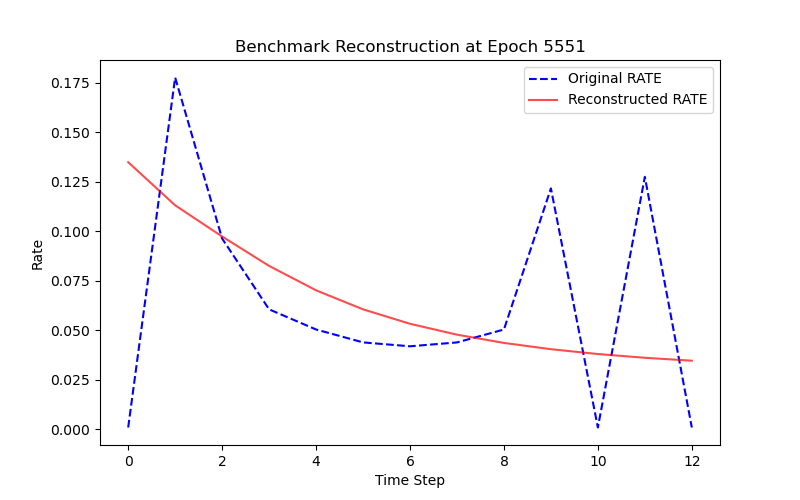 Benchmark Reconstruction at Epoch 5551
Original RATE
Reconstructed RATE
0.175
0.150
0.125
0.100
0.075
0.050
0.025
0.000
Rate
0 2 4 6 8 10 12
Time Step